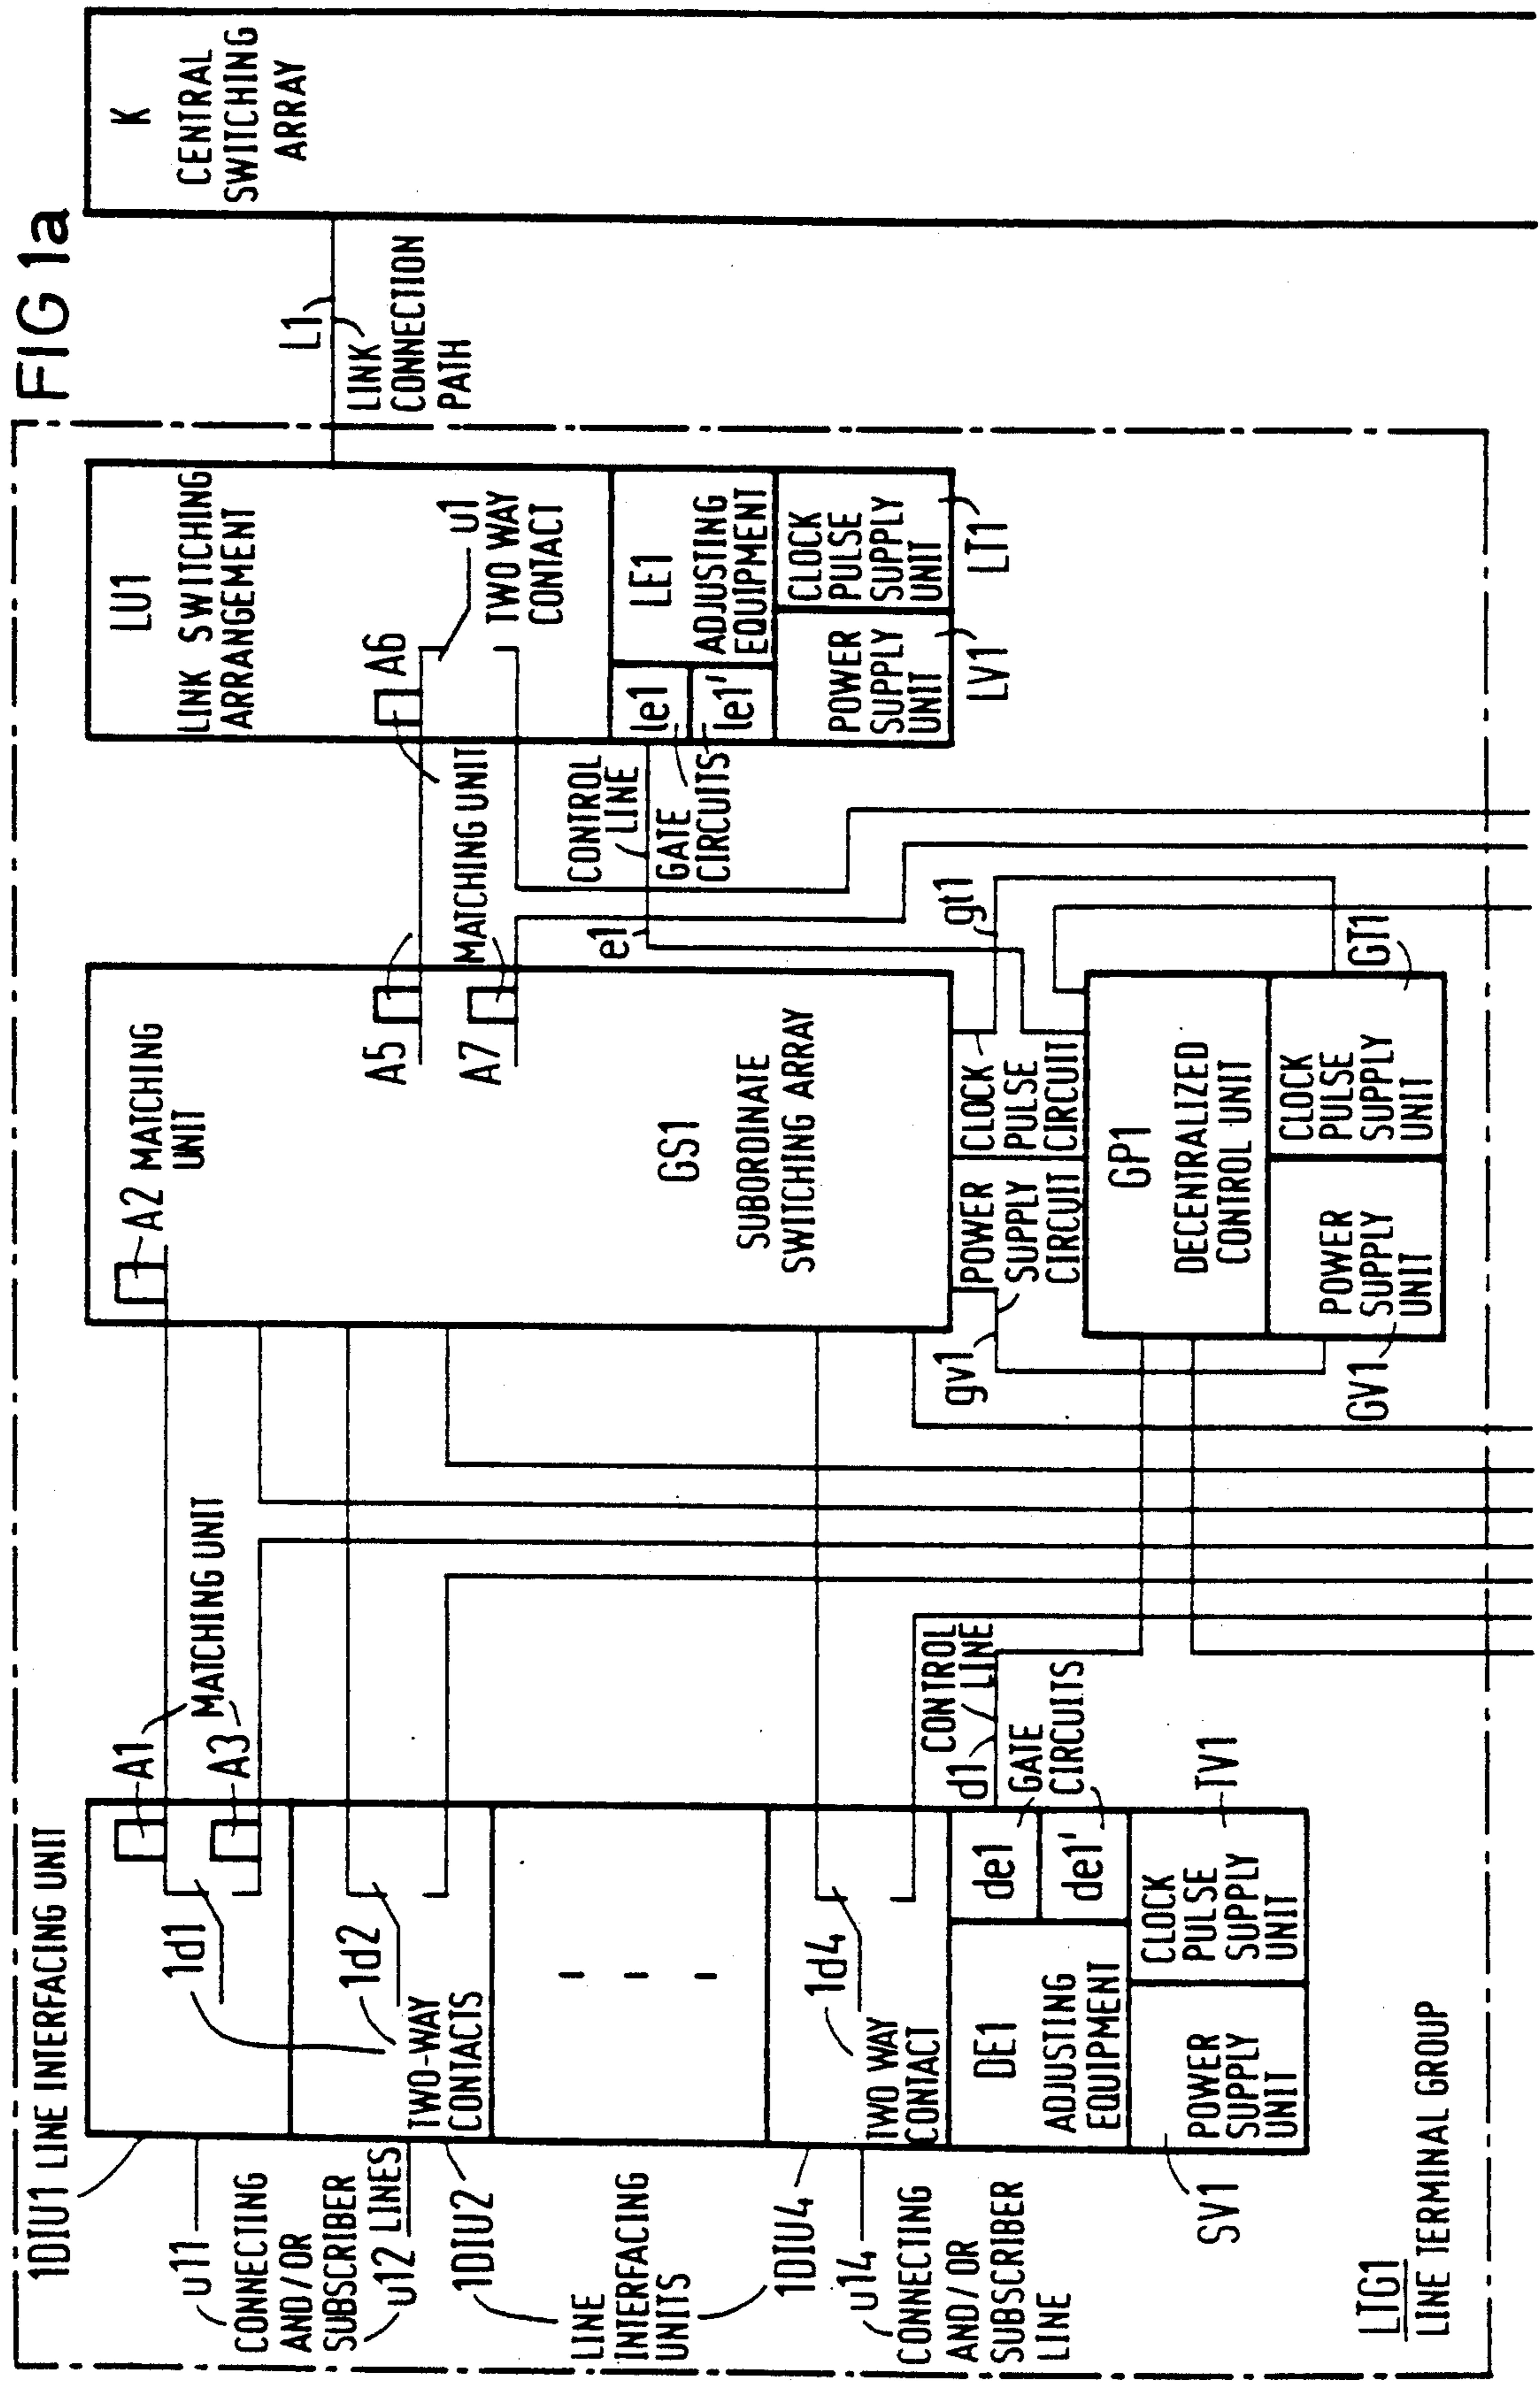 FIG 1a
1DIU1 LINE INTERFACING UNIT
u11
CONNECTING
AND/OR
SUBSCRIBER
u12 LINES
1DIU2
LINE
INTERFACING
UNITS
1DIU4
u14
CONNECTING
AND/OR
SUBSCRIBER
LINE
1d1
1d2
TWO-WAY
CONTACTS
1d4
TWO WAY
CONTACT
DE1
ADJUSTING
EQUIPMENT
de1
de1'
POWER
SUPPLY
UNIT
CLOCK
PULSE
SUPPLY
UNIT
SV1
TV1
A1
A3
MATCHING UNIT
d1
CONTROL
LINE
GATE
CIRCUITS
A2 MATCHING
UNIT
A5
A7
MATCHING UNIT
GS1
SUBORDINATE
SWITCHING ARRAY
gv1
POWER
SUPPLY
CIRCUIT
CLOCK
PULSE
CIRCUIT
gt1
e1
GP1
DECENTRALIZED
CONTROL UNIT
POWER
SUPPLY
UNIT
CLOCK
PULSE
SUPPLY
UNIT
GV1
GT1
CONTROL
LINE
GATE
CIRCUITS
LU1
LINK SWITCHING
ARRANGEMENT
A6
u1
TWO WAY
CONTACT
le1
le1'
LE1
ADJUSTING
EQUIPMENT
POWER
SUPPLY
UNIT
CLOCK
PULSE
SUPPLY
UNIT
LV1
LT1
L1
LINK
CONNECTION
PATH
K
CENTRAL
SWITCHING
ARRAY
LTG1
LINE TERMINAL GROUP